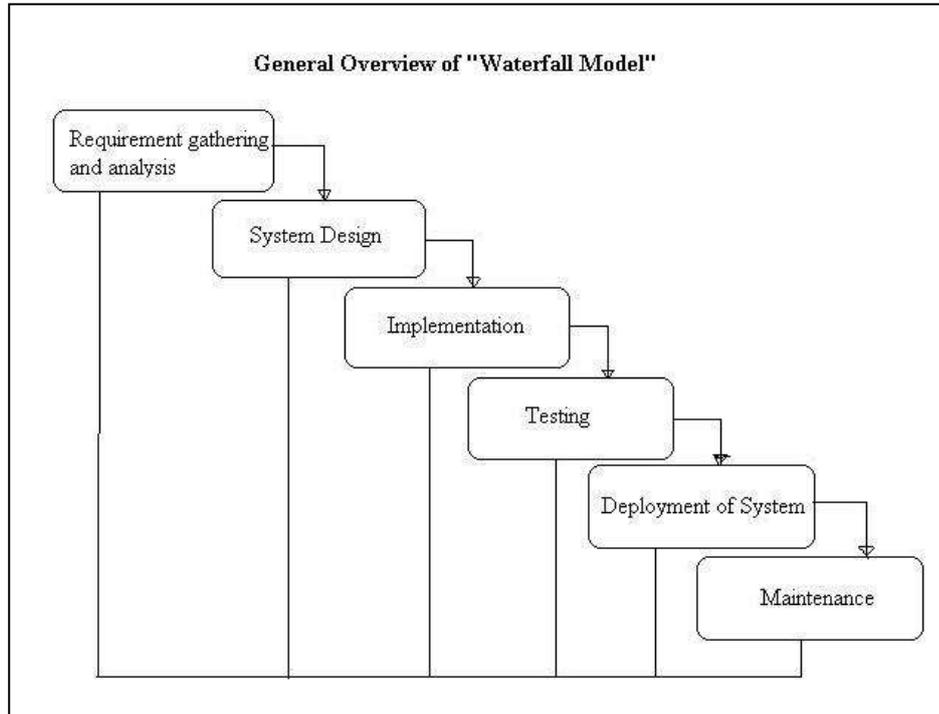 General Overview of "Waterfall Model"
Requirement gathering
and analysis
System Design
Implementation
Testing
Deployment of System
Maintenance